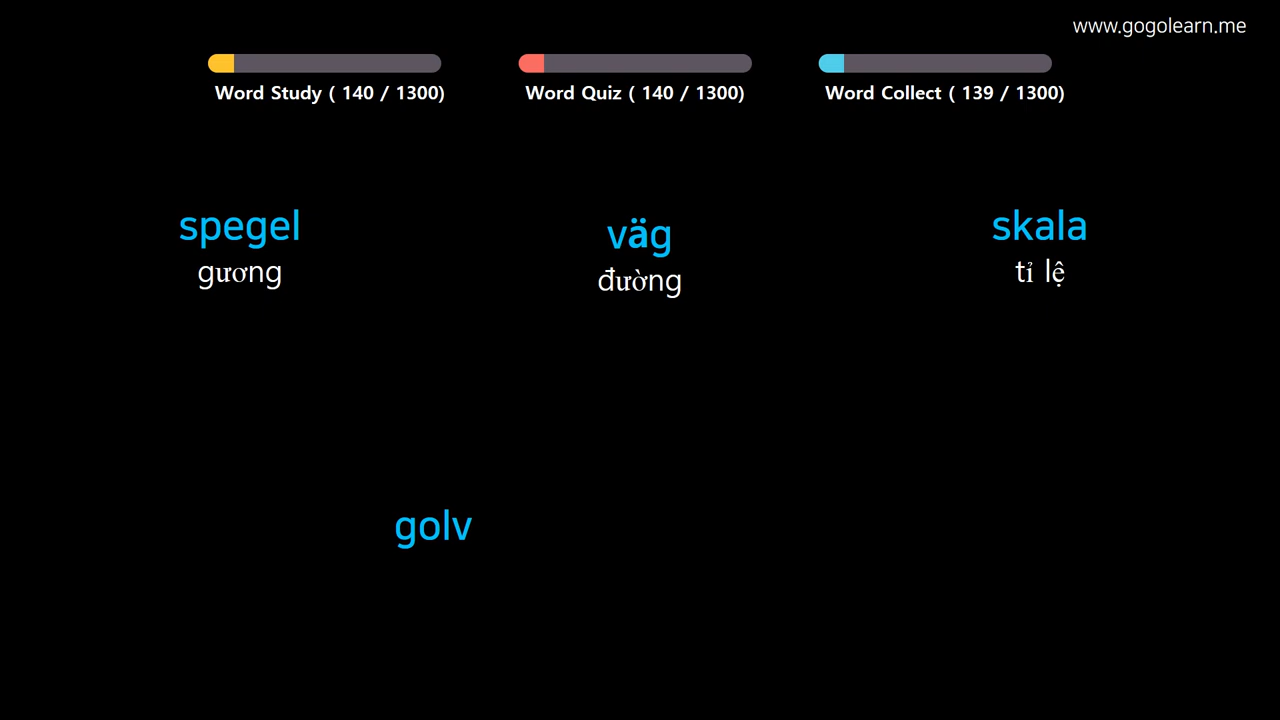 www.gogolearn.me
Word Study ( 140 / 1300)
Word Quiz ( 140 / 1300)
Word Collect ( 139 / 1300)
spegel
gương
väg
đường
skala
tỉ lệ
golv